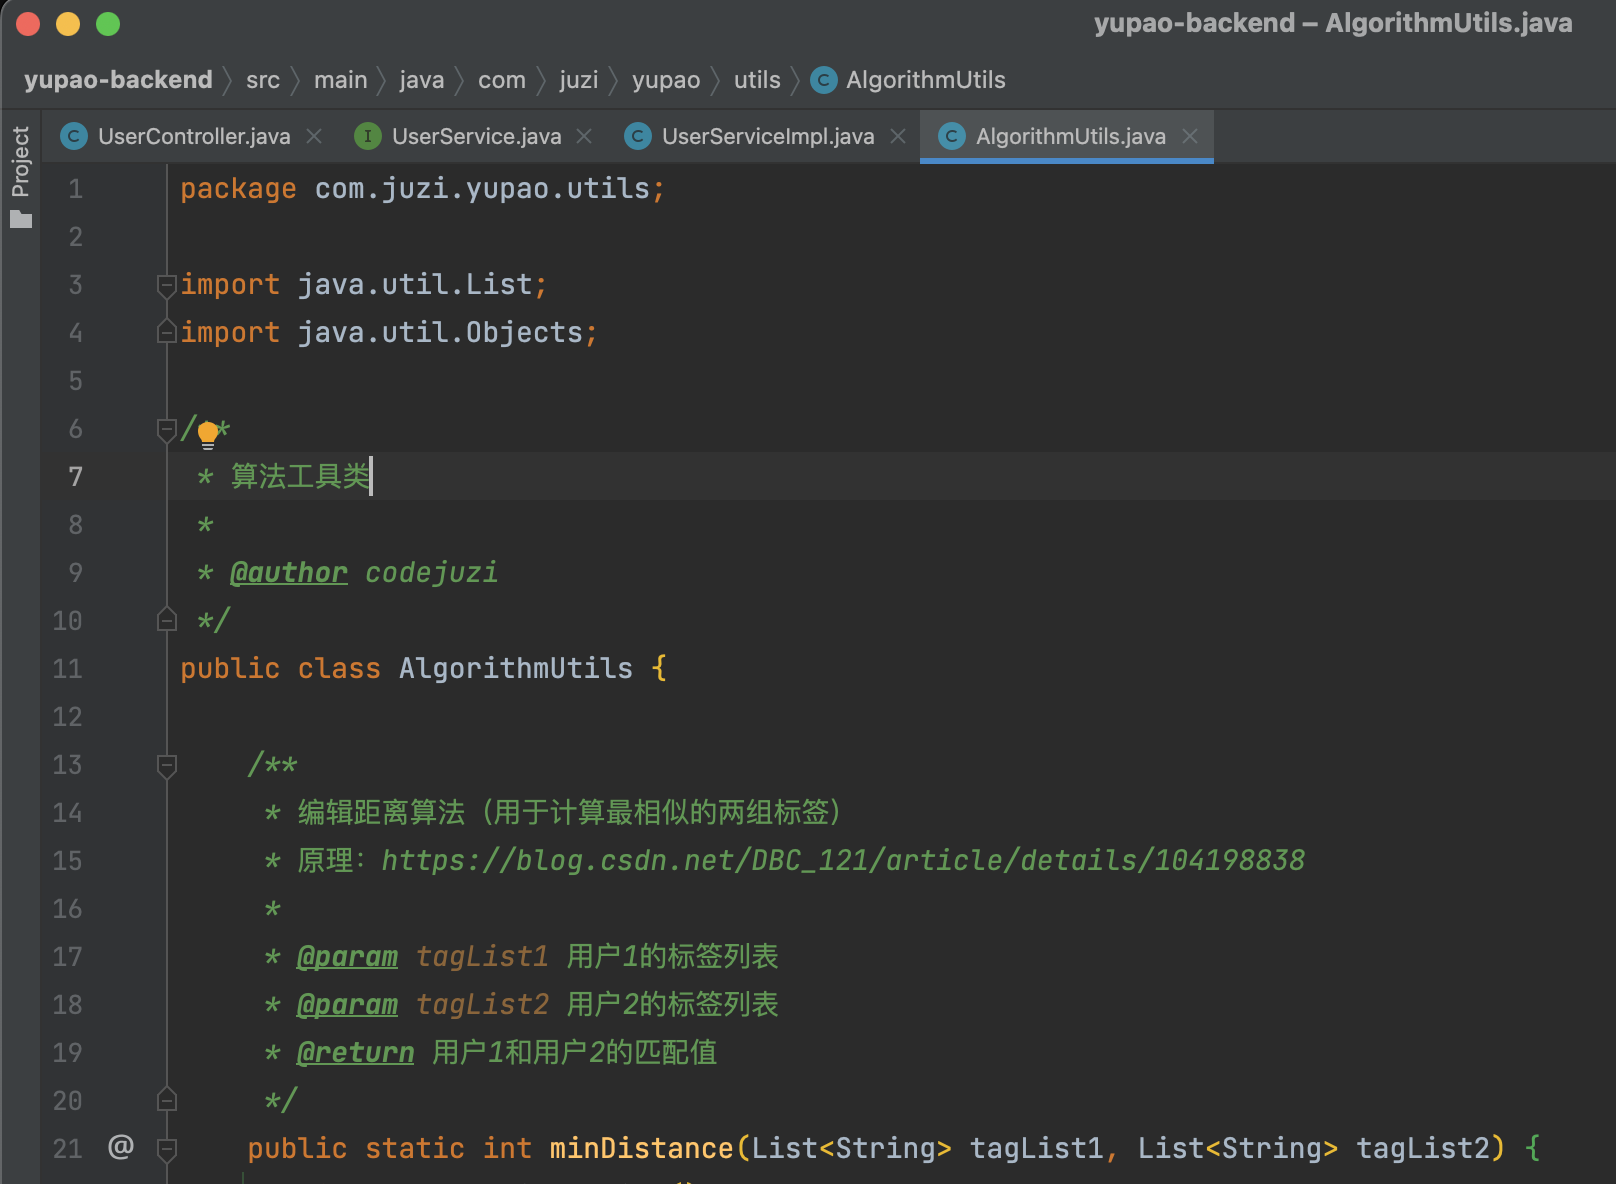 yupao-backend – AlgorithmUtils.java
yupao-backend src main java com juzi yupao utils C AlgorithmUtils
Project
C UserController.java I UserService.java C UserServiceImpl.java C AlgorithmUtils.java
1 package com.juzi.yupao.utils;
2
3 import java.util.List;
4 import java.util.Objects;
5
6 /**
7 * 算法工具类
8 *
9 * @author codejuzi
10 */
11 public class AlgorithmUtils {
12
13 /**
14 * 编辑距离算法（用于计算最相似的两组标签）
15 * 原理：https://blog.csdn.net/DBC_121/article/details/104198838
16 *
17 * @param tagList1 用户1的标签列表
18 * @param tagList2 用户2的标签列表
19 * @return 用户1和用户2的匹配值
20 */
21 @ public static int minDistance(List<String> tagList1, List<String> tagList2) {